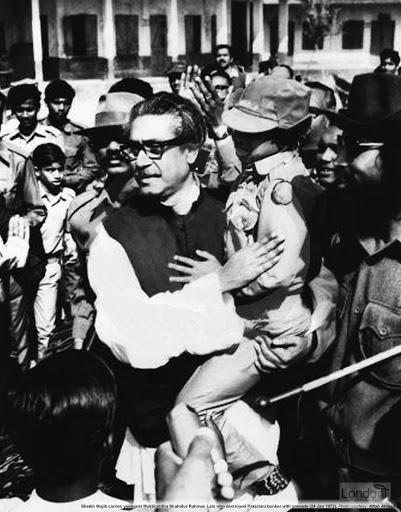 Londoni
Sheikh Mujib carries youngest Muktijoddha Shahidur Rahman Lalu who destroyed Pakistani bunker with grenade (24 Jan 1972). Photo courtesy: Aftab